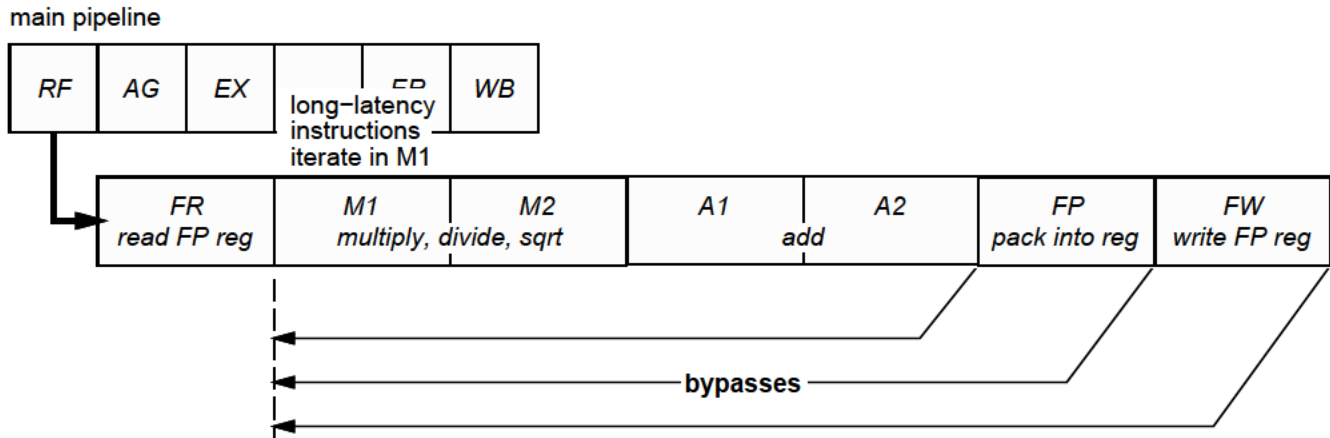 main pipeline
RF AG EX WB
long–latency
instructions
iterate in M1
FR M1 M2 A1 A2 FP FW
read FP reg multiply, divide, sqrt add pack into reg write FP reg
bypasses